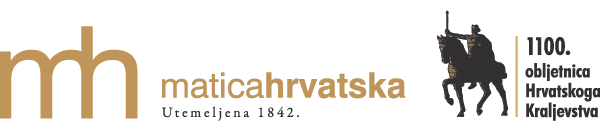 mh
maticahrvatska
Utemeljena 1842.
1100.
obljetnica
Hrvatskoga
Kraljevstva